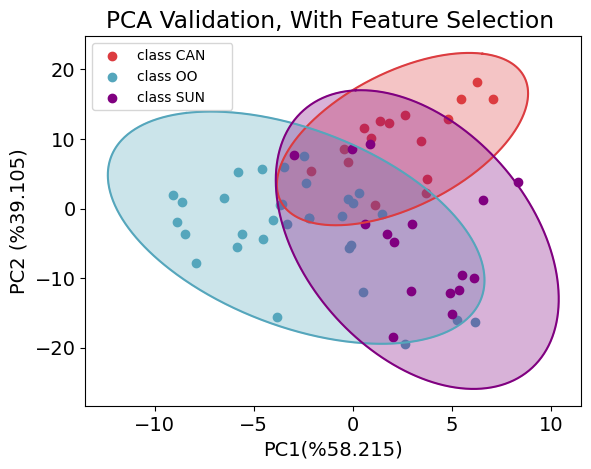 PCA Validation, With Feature Selection
class CAN
class OO
class SUN
20
10
0
−10
−20
PC2 (%39.105)
−10
−5
0
5
10
PC1(%58.215)